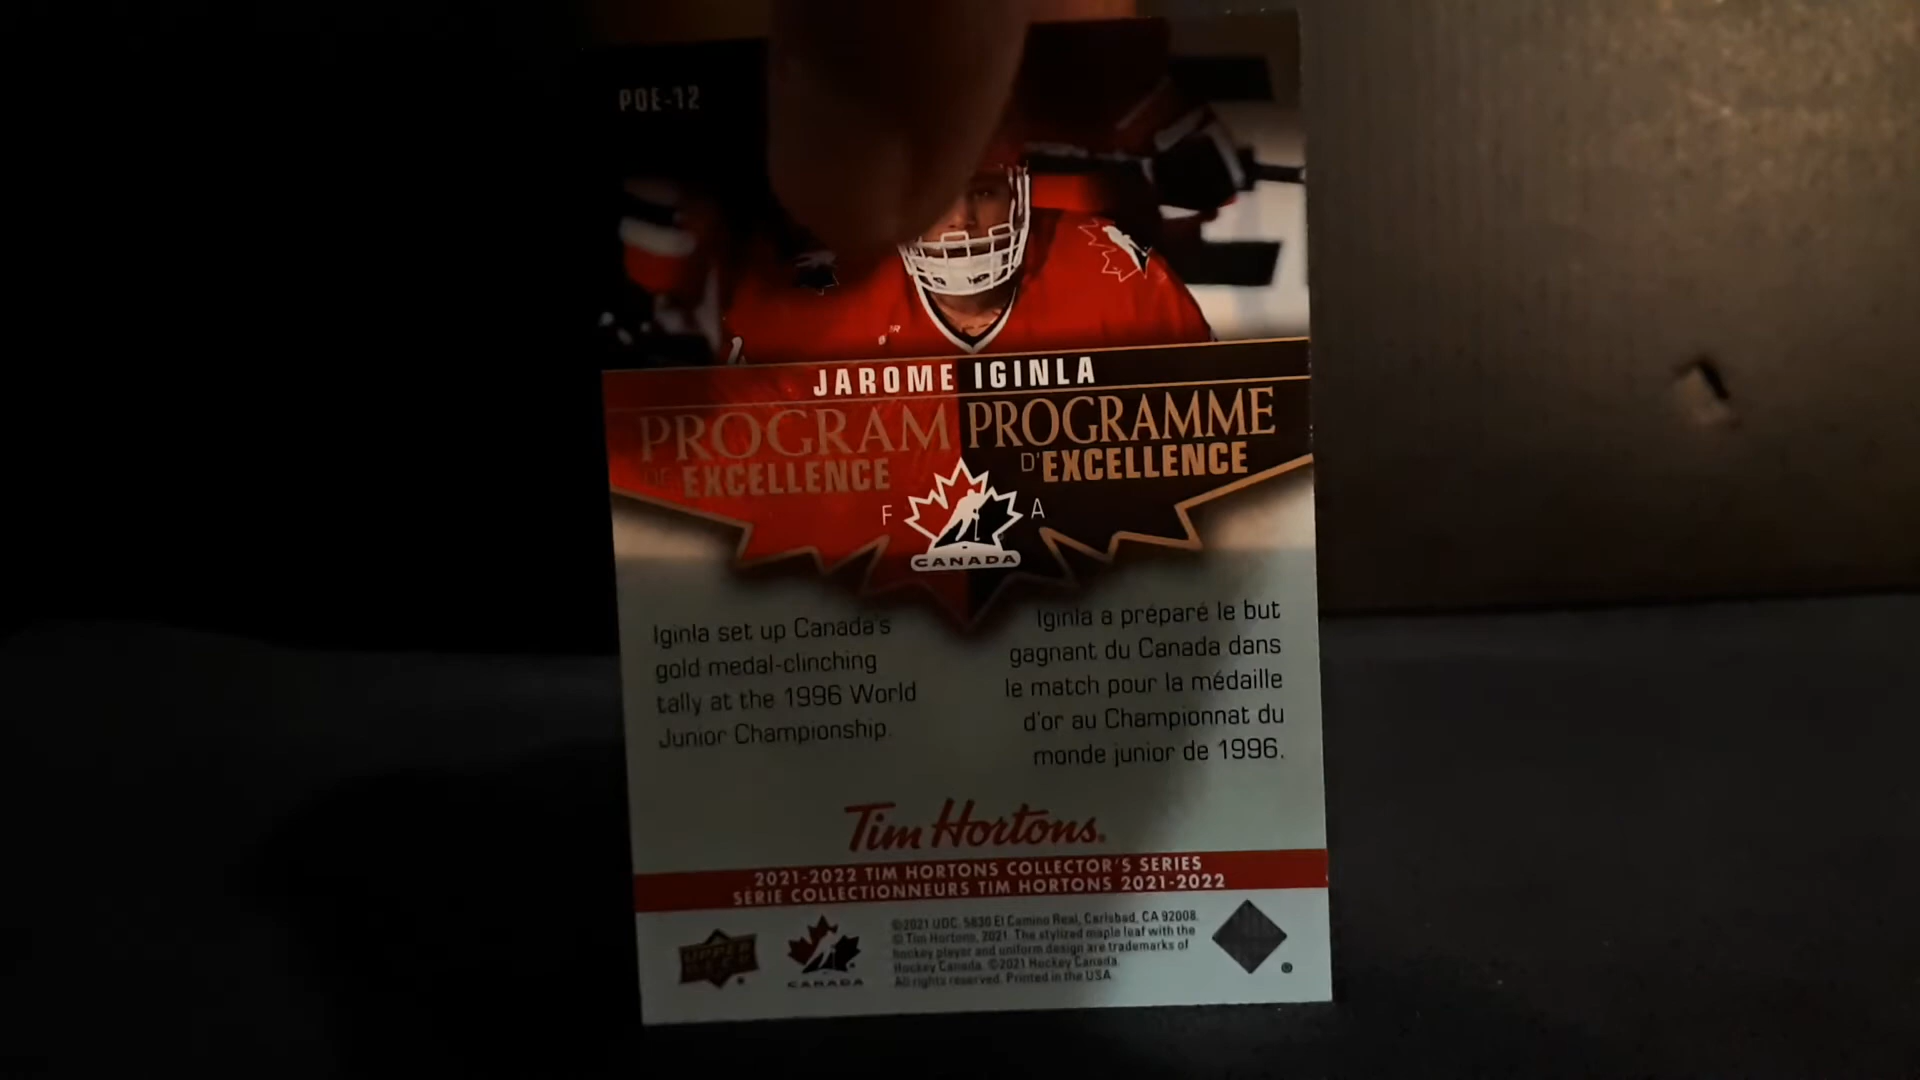 POE-12
JAROME IGINLA
PROGRAM
OF EXCELLENCE
PROGRAMME
D'EXCELLENCE
F A
CANADA
Iginla set up Canada's
gold medal-clinching
tally at the 1996 World
Junior Championship.
Iginla a préparé le but
gagnant du Canada dans
le match pour la médaille
d'or au Championnat du
monde junior de 1996.
Tim Hortons®
2021-2022 TIM HORTONS COLLECTOR'S SERIES
SÉRIE COLLECTIONNEURS TIM HORTONS 2021-2022
UPPER DECK
CANADA
©2021 UDC. 5830 El Camino Real, Carlsbad, CA 92008.
© Tim Hortons, 2021. The stylized maple leaf with the
hockey player and uniform design are trademarks of
Hockey Canada. ©2021 Hockey Canada.
All rights reserved. Printed in the USA